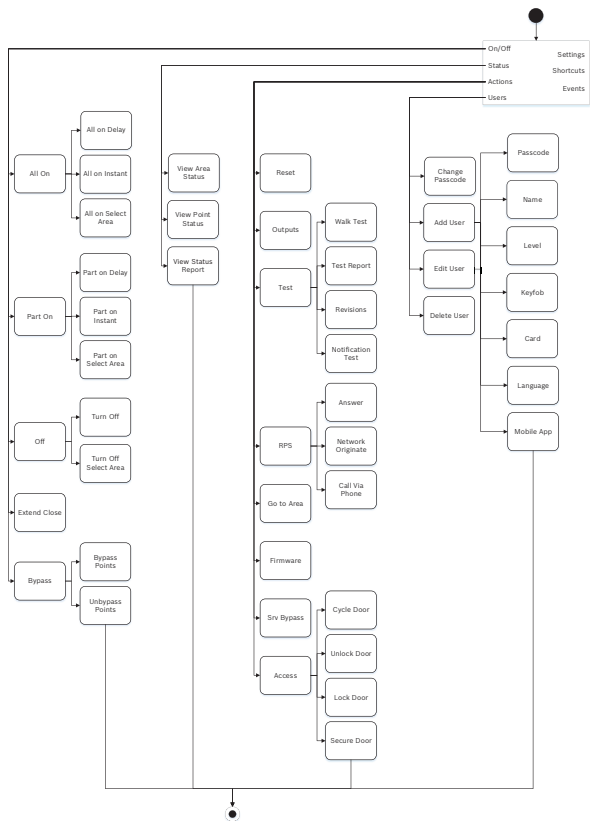 On/Off
Status
Actions
Users
Settings
Shortcuts
Events
All On
All on Delay
All on Instant
All on Select
Area
Part On
Part on Delay
Part on
Instant
Part on
Select Area
Off
Turn Off
Turn Off
Select Area
Extend Close
Bypass
Bypass
Points
Unbypass
Points
View Area
Status
View Point
Status
View Status
Report
Reset
Outputs
Test
Walk Test
Test Report
Revisions
Notification
Test
RPS
Answer
Network
Originate
Call Via
Phone
Go to Area
Firmware
Srv Bypass
Access
Cycle Door
Unlock Door
Lock Door
Secure Door
Change
Passcode
Add User
Edit User
Delete User
Passcode
Name
Level
Keyfob
Card
Language
Mobile App